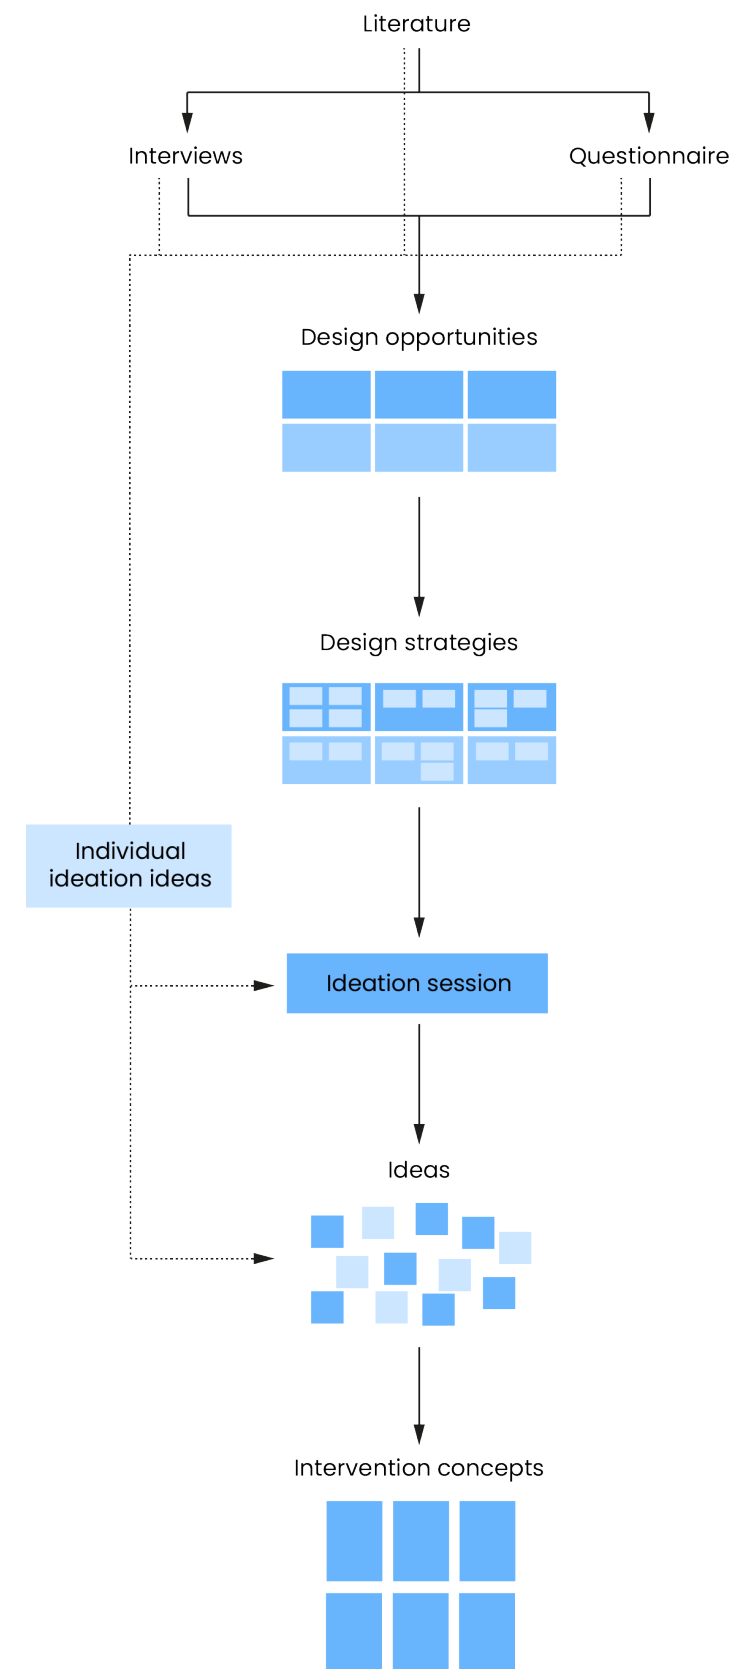 Literature
Interviews
Questionnaire
Design opportunities
Design strategies
Individual
ideation ideas
Ideation session
Ideas
Intervention concepts